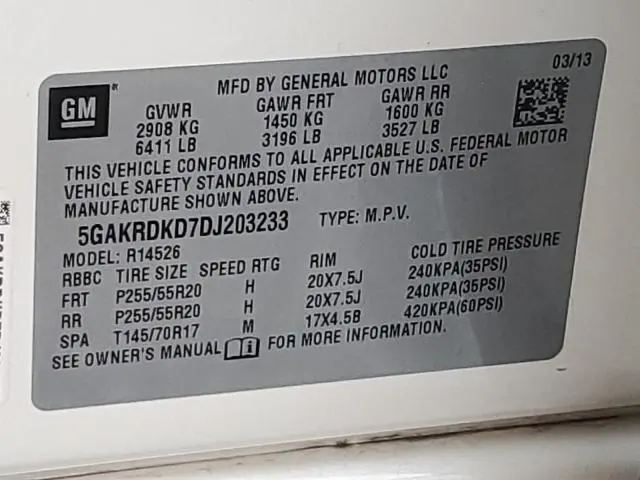 03/13
MFD BY GENERAL MOTORS LLC
GM
GVWR GAWR FRT GAWR RR
2908 KG 1450 KG 1600 KG
6411 LB 3196 LB 3527 LB
THIS VEHICLE CONFORMS TO ALL APPLICABLE U.S. FEDERAL MOTOR
VEHICLE SAFETY STANDARDS IN EFFECT ON THE DATE OF
MANUFACTURE SHOWN ABOVE.
5GAKRDKD7DJ203233 TYPE: M.P.V.
MODEL: R14526
RBBC TIRE SIZE SPEED RTG RIM COLD TIRE PRESSURE
FRT P255/55R20 H 20X7.5J 240KPA(35PSI)
RR P255/55R20 H 20X7.5J 240KPA(35PSI)
SPA T145/70R17 M 17X4.5B 420KPA(60PSI)
SEE OWNER'S MANUAL FOR MORE INFORMATION.